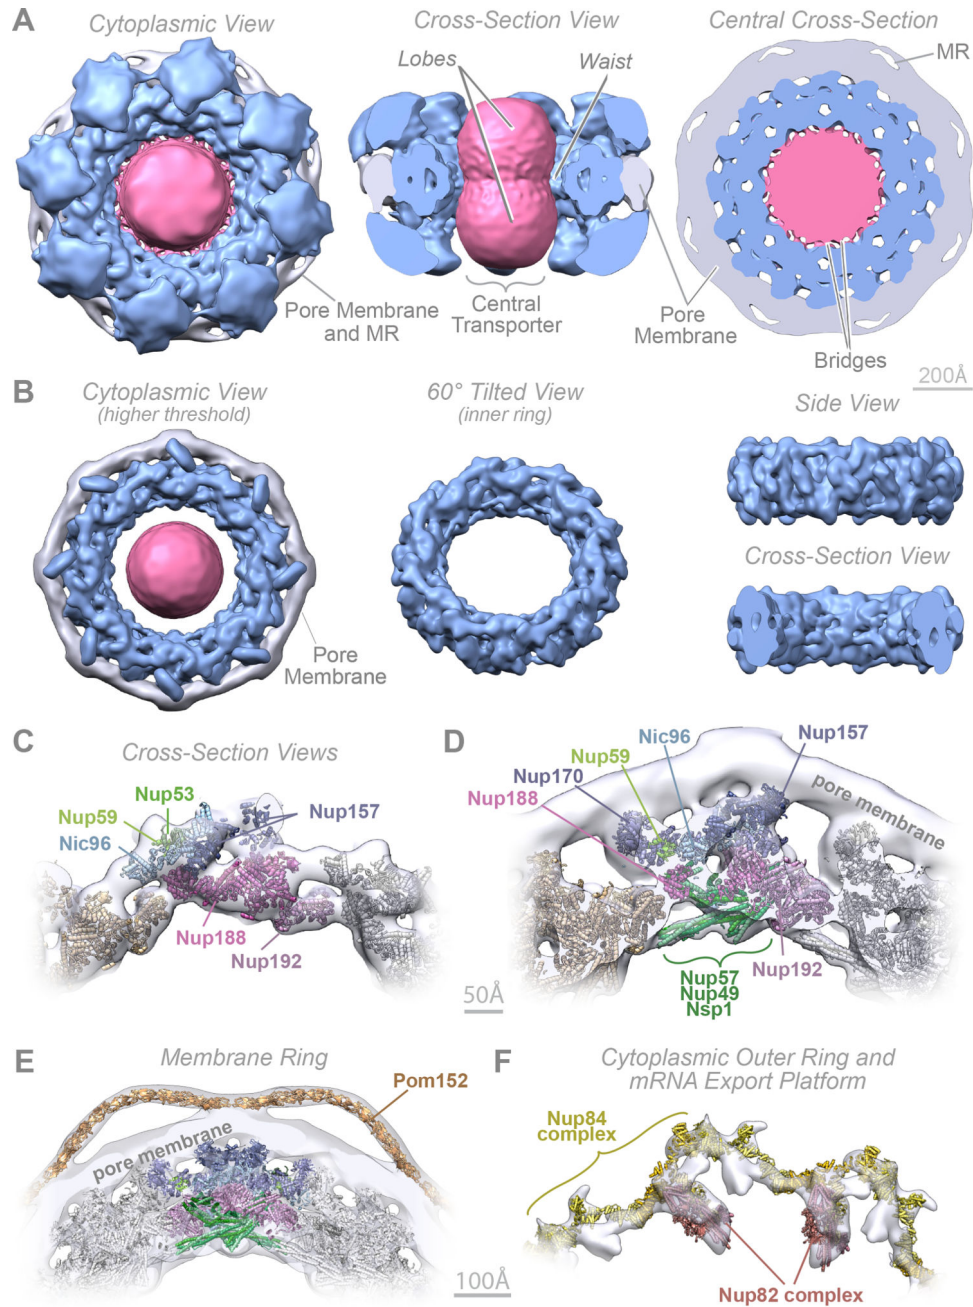 A
Cytoplasmic View
Cross-Section View
Central Cross-Section
Lobes
Waist
MR
Pore Membrane
and MR
Central
Transporter
Pore
Membrane
Bridges
200Å
B
Cytoplasmic View
(higher threshold)
60° Tilted View
(inner ring)
Side View
Cross-Section View
Pore
Membrane
C
Cross-Section Views
Nup53
Nup59
Nic96
Nup157
Nup188
Nup192
D
Nic96
Nup157
Nup59
Nup170
Nup188
pore membrane
Nup192
Nup57
Nup49
Nsp1
50Å
E
Membrane Ring
Pom152
pore membrane
100Å
F
Cytoplasmic Outer Ring and
mRNA Export Platform
Nup84
complex
Nup82 complex